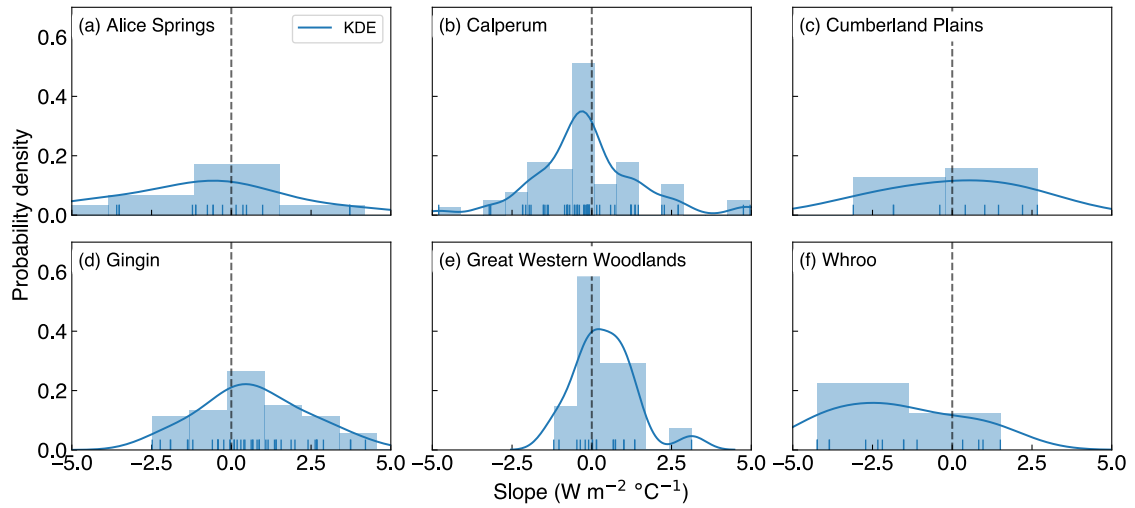 Probability density
(a) Alice Springs
KDE
(b) Calperum
(c) Cumberland Plains
0.6
0.4
0.2
0.0
(d) Gingin
(e) Great Western Woodlands
(f) Whroo
0.6
0.4
0.2
0.0
−5.0 −2.5 0.0 2.5 5.0
−5.0 −2.5 0.0 2.5 5.0
−5.0 −2.5 0.0 2.5 5.0
Slope (W m⁻² °C⁻¹)